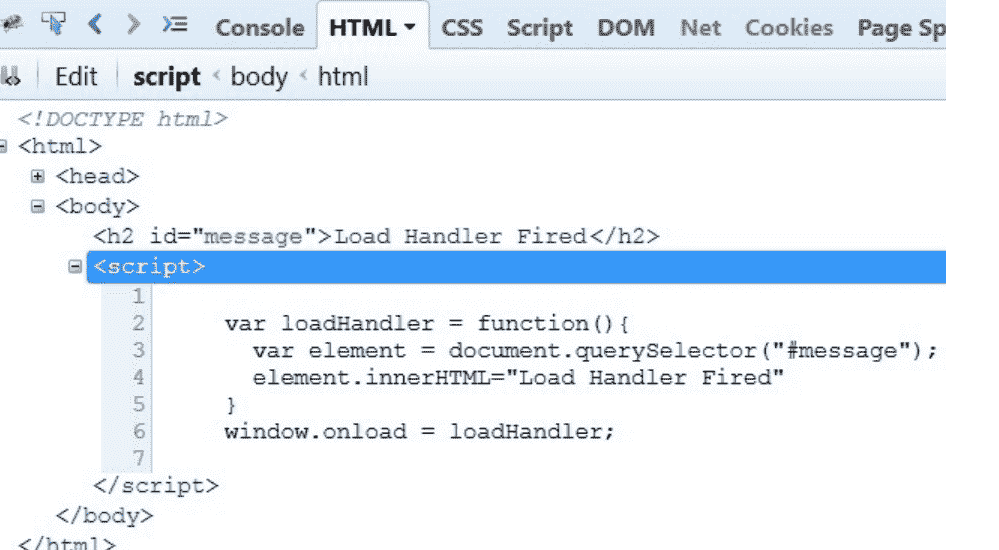 Console HTML CSS Script DOM Net Cookies Page Sp
Edit script < body < html
<!DOCTYPE html>
<html>
<head>
<body>
<h2 id="message">Load Handler Fired</h2>
<script>
1
2 var loadHandler = function(){
3 var element = document.querySelector("#message");
4 element.innerHTML="Load Handler Fired"
5 }
6 window.onload = loadHandler;
7
</script>
</body>
</html>